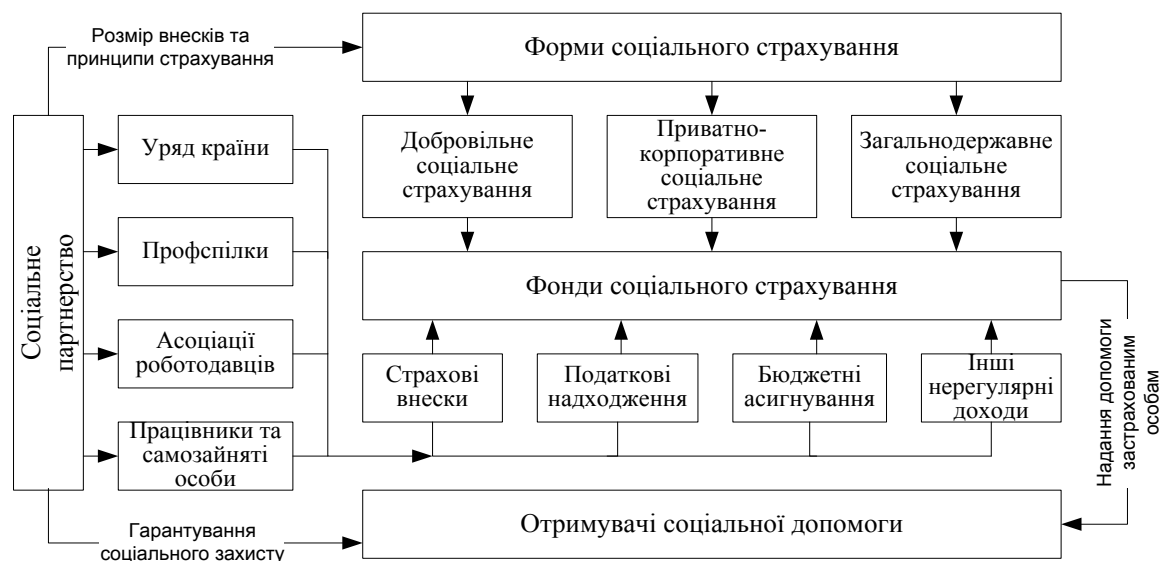 Розмір внесків та
принципи страхування
Форми соціального страхування
Соціальне
партнерство
Уряд країни
Профспілки
Асоціації
роботодавців
Працівники та
самозайняті
особи
Добровільне
соціальне
страхування
Приватно-
корпоративне
соціальне
страхування
Загальнодержавне
соціальне
страхування
Фонди соціального страхування
Страхові
внески
Податкові
надходження
Бюджетні
асигнування
Інші
нерегулярні
доходи
Надання допомоги
застрахованим
особам
Гарантування
соціального захисту
Отримувачі соціальної допомоги